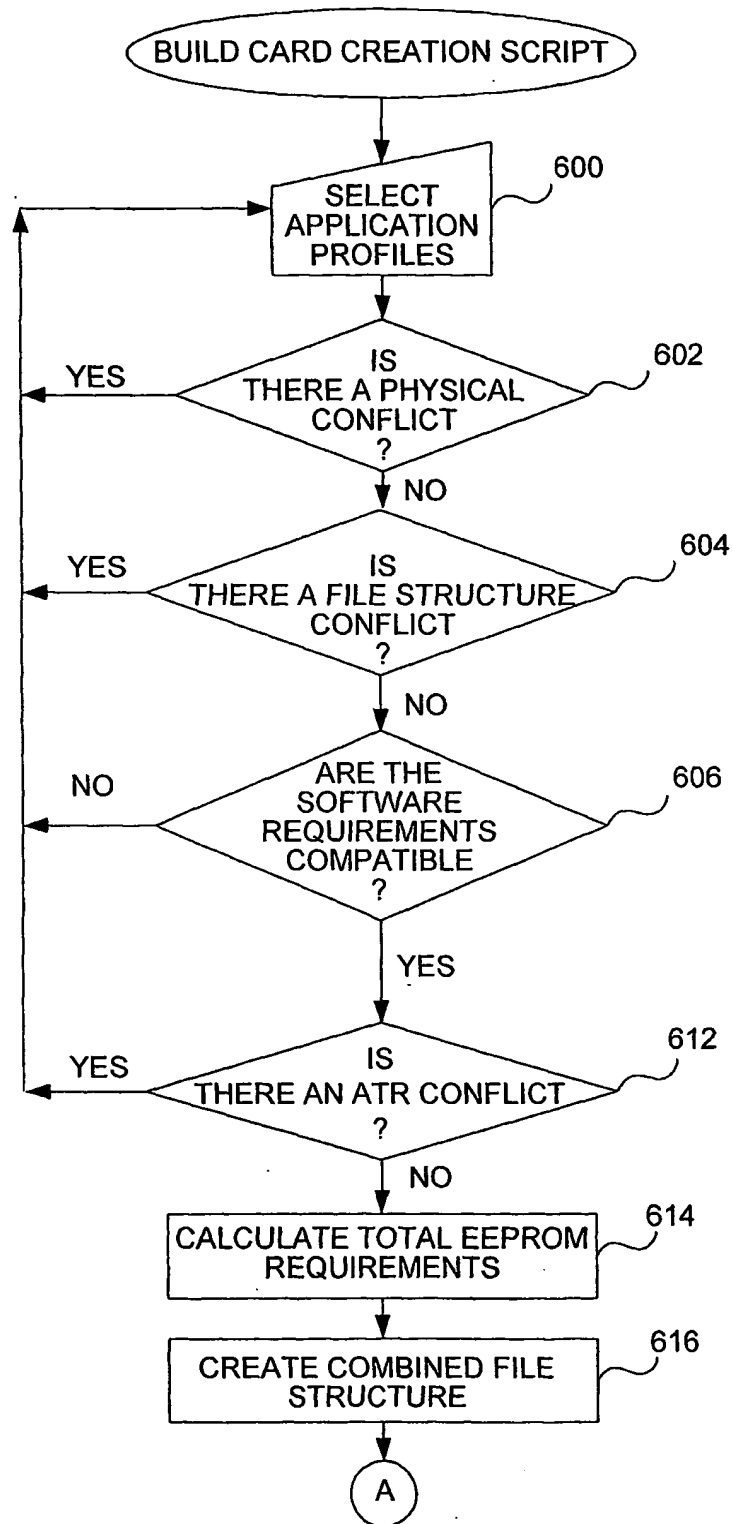 BUILD CARD CREATION SCRIPT
600
SELECT
APPLICATION
PROFILES
602
YES
IS
THERE A PHYSICAL
CONFLICT
?
NO
604
YES
IS
THERE A FILE STRUCTURE
CONFLICT
?
NO
606
NO
ARE THE
SOFTWARE
REQUIREMENTS
COMPATIBLE
?
YES
612
YES
IS
THERE AN ATR CONFLICT
?
NO
614
CALCULATE TOTAL EEPROM
REQUIREMENTS
616
CREATE COMBINED FILE
STRUCTURE
A